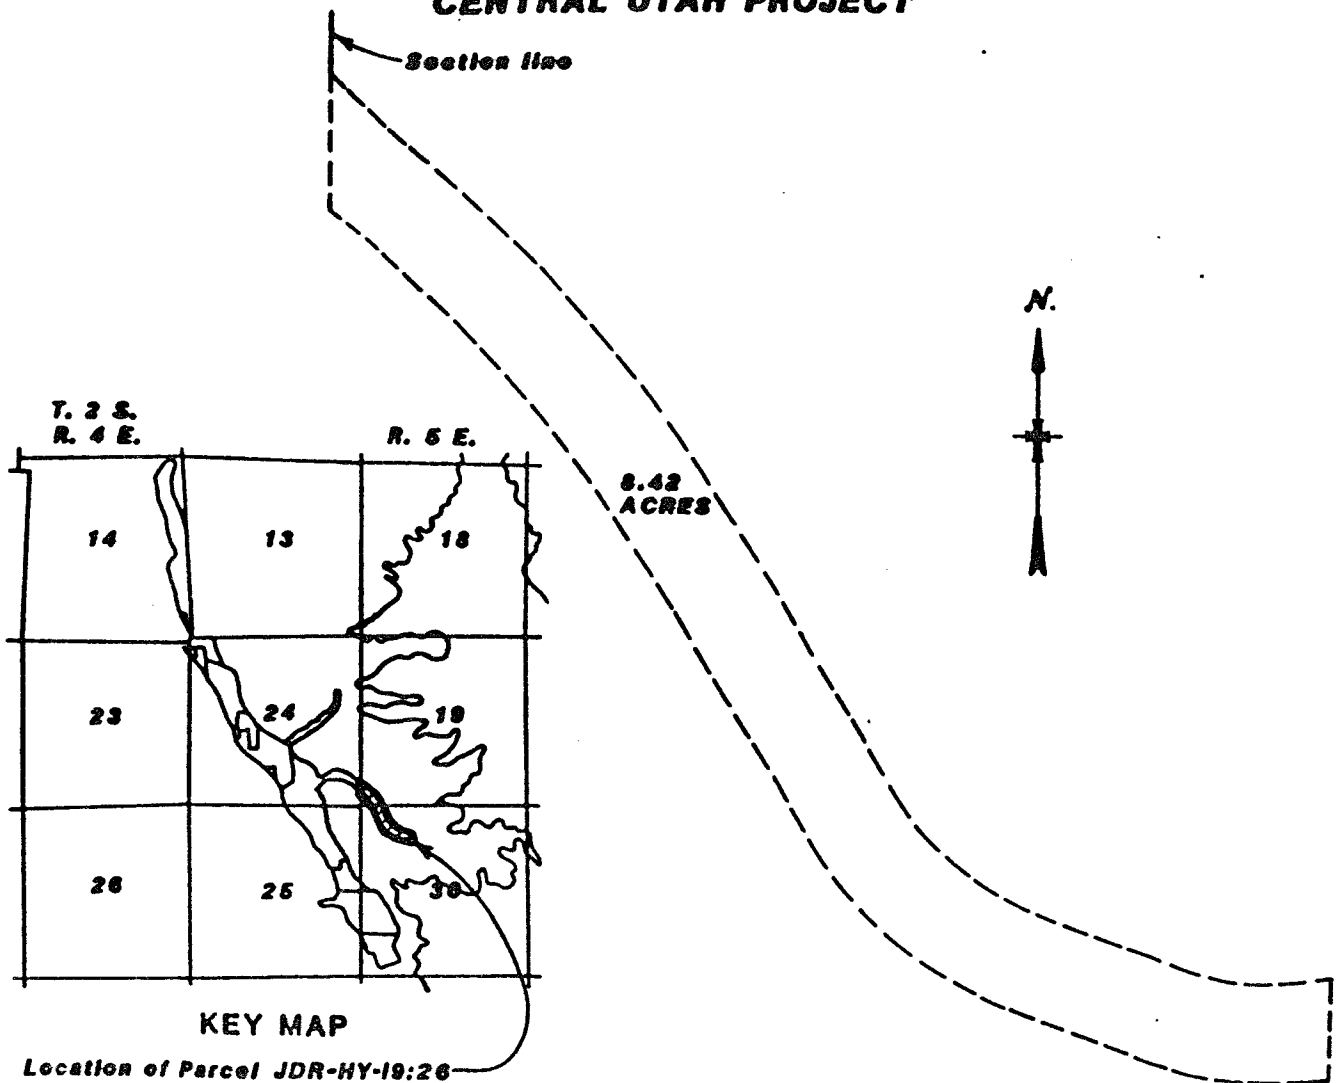 CENTRAL UTAH PROJECT
Section line
N.
T. 2 S.
R. 4 E.
R. 5 E.
8.42
ACRES
14
13
18
23
24
19
26
25
30
KEY MAP
Location of Parcel JDR-HY-19:26